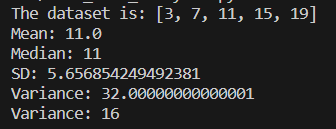 The dataset is: [3, 7, 11, 15, 19]
Mean: 11.0
Median: 11
SD: 5.656854249492381
Variance: 32.00000000000001
Variance: 16